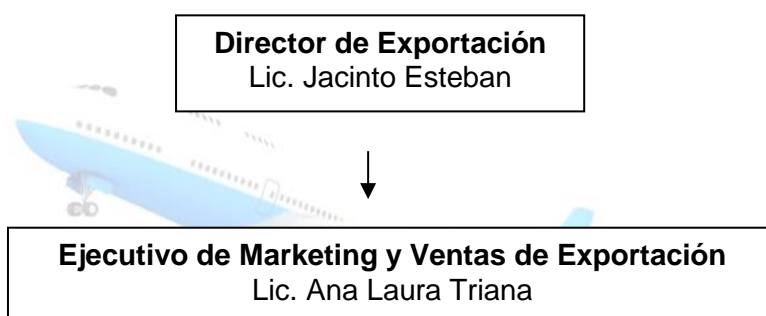 Director de Exportación
Lic. Jacinto Esteban
Ejecutivo de Marketing y Ventas de Exportación
Lic. Ana Laura Triana